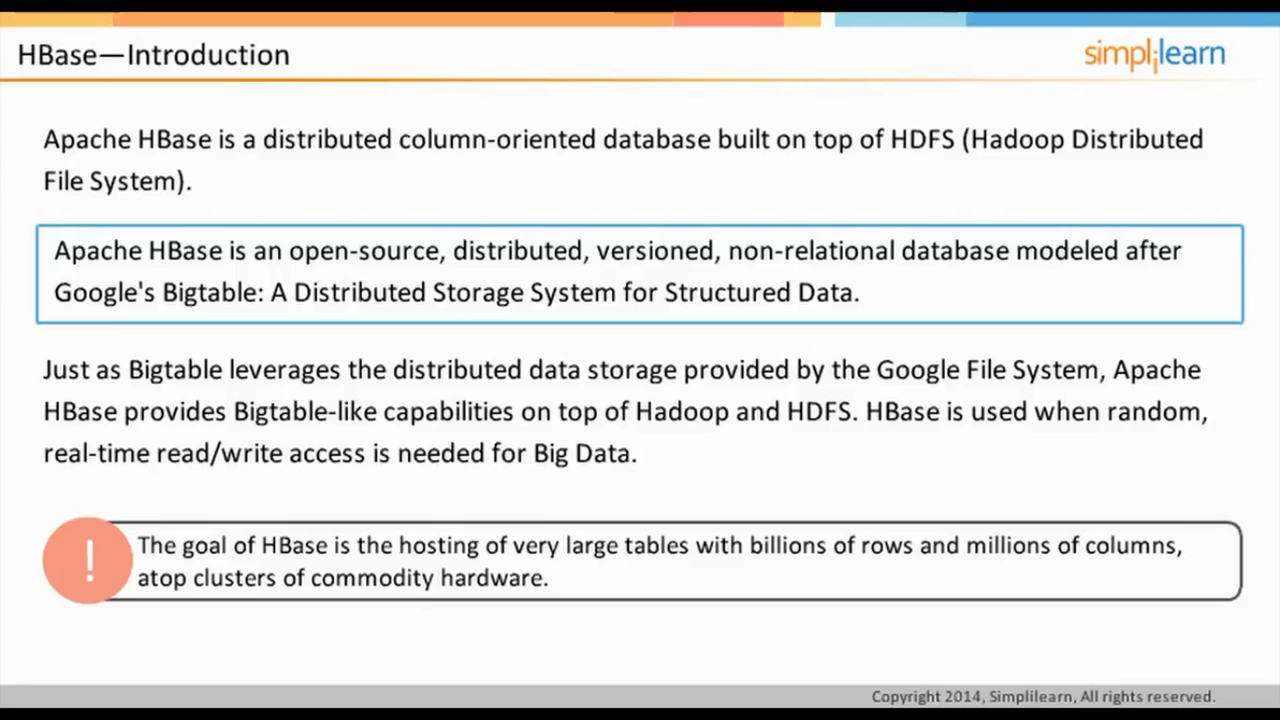 HBase—Introduction
simplilearn
Apache HBase is a distributed column-oriented database built on top of HDFS (Hadoop Distributed
File System).
Apache HBase is an open-source, distributed, versioned, non-relational database modeled after
Google's Bigtable: A Distributed Storage System for Structured Data.
Just as Bigtable leverages the distributed data storage provided by the Google File System, Apache
HBase provides Bigtable-like capabilities on top of Hadoop and HDFS. HBase is used when random,
real-time read/write access is needed for Big Data.
!
The goal of HBase is the hosting of very large tables with billions of rows and millions of columns,
atop clusters of commodity hardware.
Copyright 2014, Simplilearn, All rights reserved.